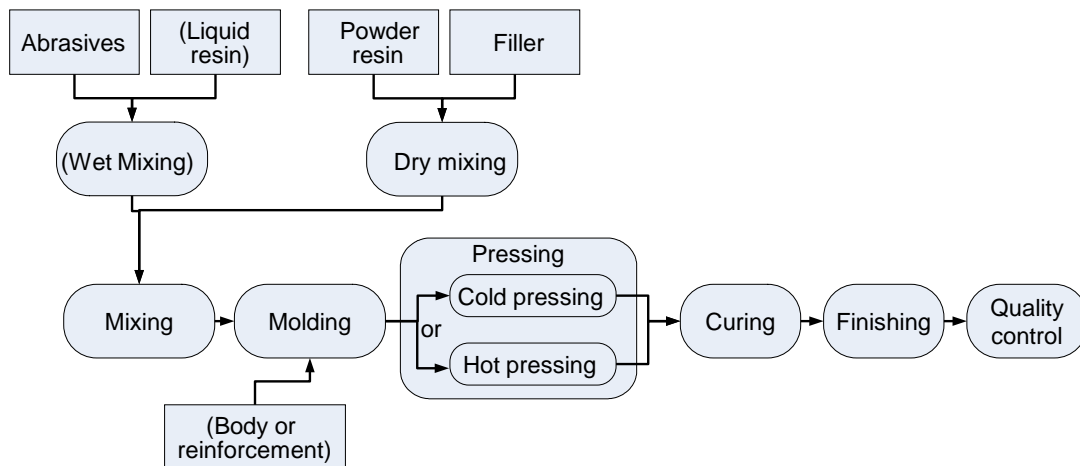 Abrasives
(Liquid
resin)
Powder
resin
Filler
(Wet Mixing)
Dry mixing
Pressing
Cold pressing
or
Hot pressing
Mixing
Molding
Curing
Finishing
Quality
control
(Body or
reinforcement)